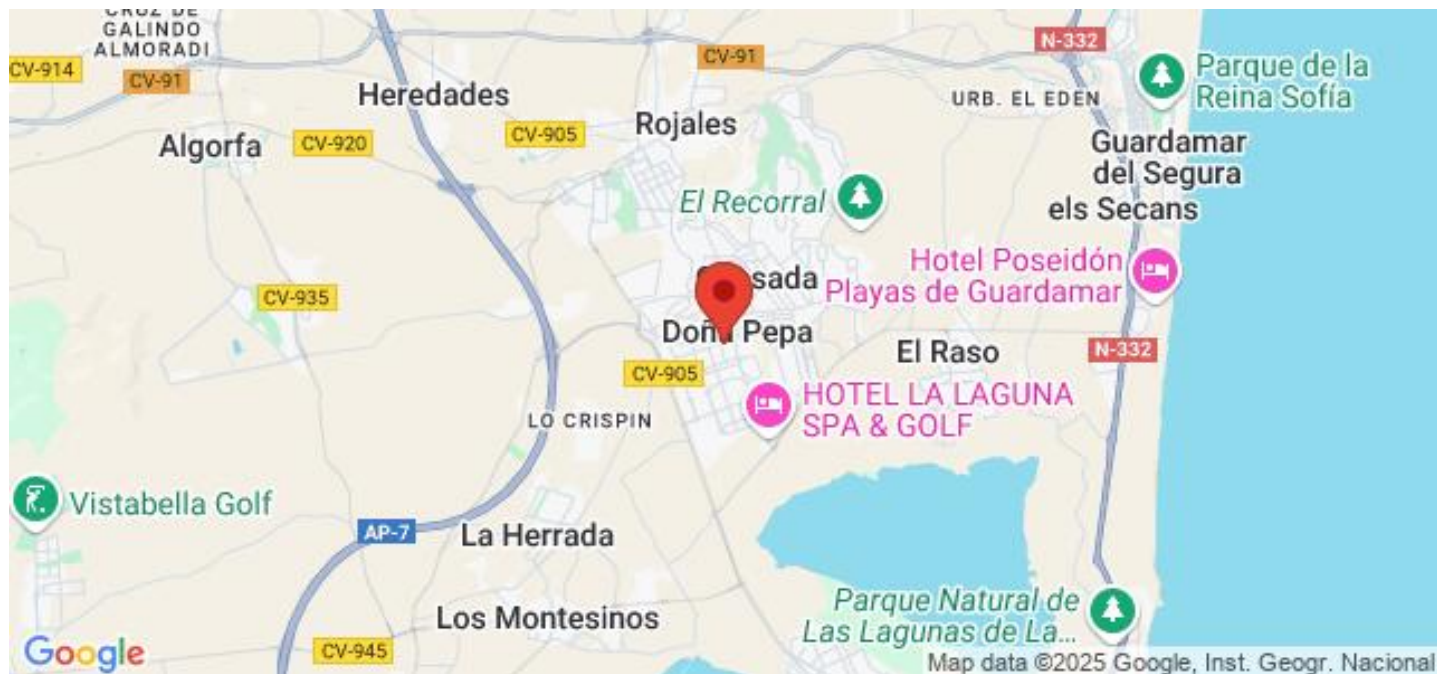 CRUZ DE
GALINDO
ALMORADI
CV-914
CV-91
CV-91
N-332
Parque de la
Reina Sofía
URB. EL EDEN
Heredades
Rojales
Algorfa
CV-920
CV-905
Guardamar
del Segura
els Secans
El Recorral
Hotel Poseidón
Playas de Guardamar
sada
CV-935
Doña Pepa
El Raso
N-332
CV-905
HOTEL LA LAGUNA
SPA & GOLF
LO CRISPIN
Vistabella Golf
AP-7
La Herrada
Parque Natural de
Las Lagunas de La...
Los Montesinos
CV-945
Google
Map data ©2025 Google, Inst. Geogr. Nacional